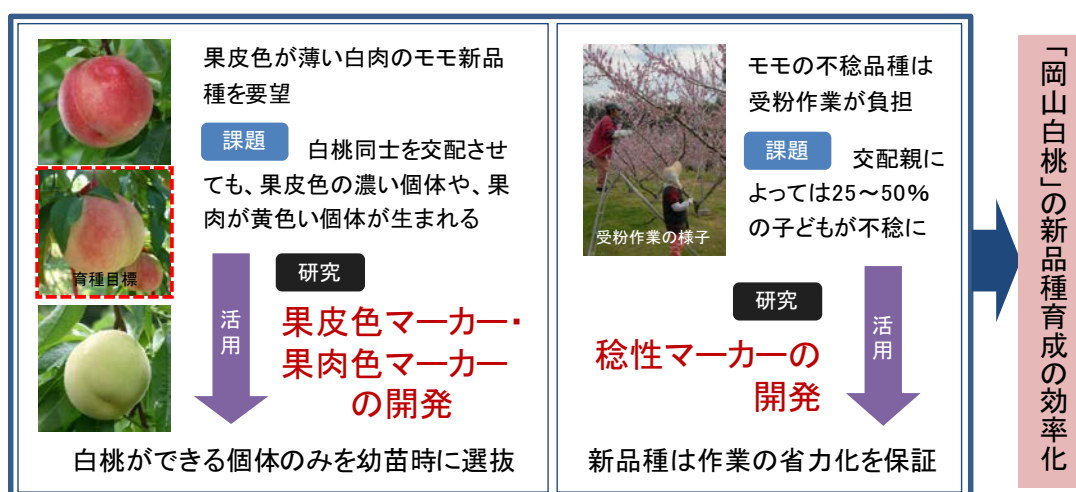 果皮色が薄い白肉のモモ新品
種を要望
課題 白桃同士を交配させ
ても、果皮色の濃い個体や、果
肉が黄色い個体が生まれる
育種目標
活用
研究
果皮色マーカー・
果肉色マーカー
の開発
白桃ができる個体のみを幼苗時に選抜
モモの不稔品種は
受粉作業が負担
課題 交配親に
よっては25～50%
の子どもが不稔に
受粉作業の様子
研究
稔性マーカーの
開発
活用
新品種は作業の省力化を保証
「岡山白桃」の新品種育成の効率化